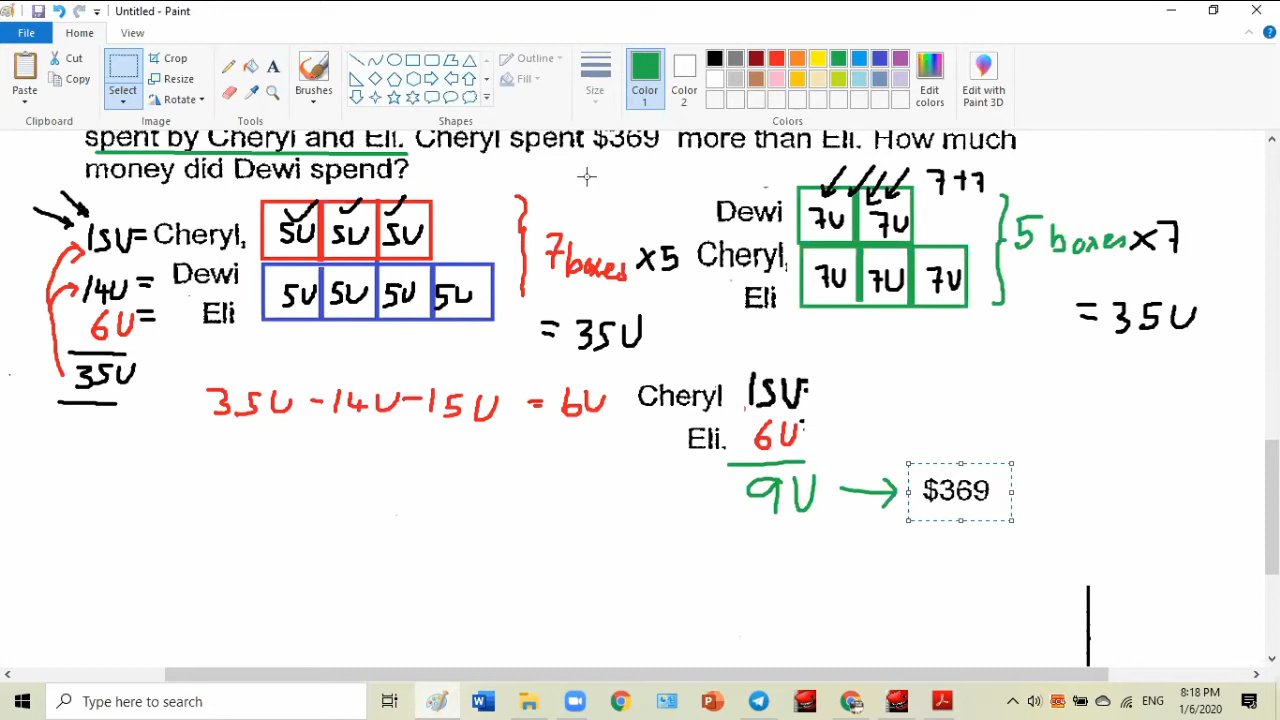 Untitled - Paint
File Home View
Paste Cut Copy Clipboard
Select Crop Resize Rotate Image
Tools
Brushes
Shapes Outline Fill
Size
Color 1 Color 2 Edit colors Colors
Edit with Paint 3D
spent by Cheryl and Eli. Cheryl spent $369 more than Eli. How much
money did Dewi spend?
15U= Cheryl, 5U 5U 5U
14U= Dewi
6U= Eli 5U 5U 5U 5U
35U
7 boxes x5
= 35U
7+7
Dewi 7U 7U
Cheryl, Eli 7U 7U 7U
5 boxes x7
= 35U
35U -14U-15U = 6U
Cheryl 15U
Eli. 6U
9U → $369
Type here to search
ENG
8:18 PM
1/6/2020